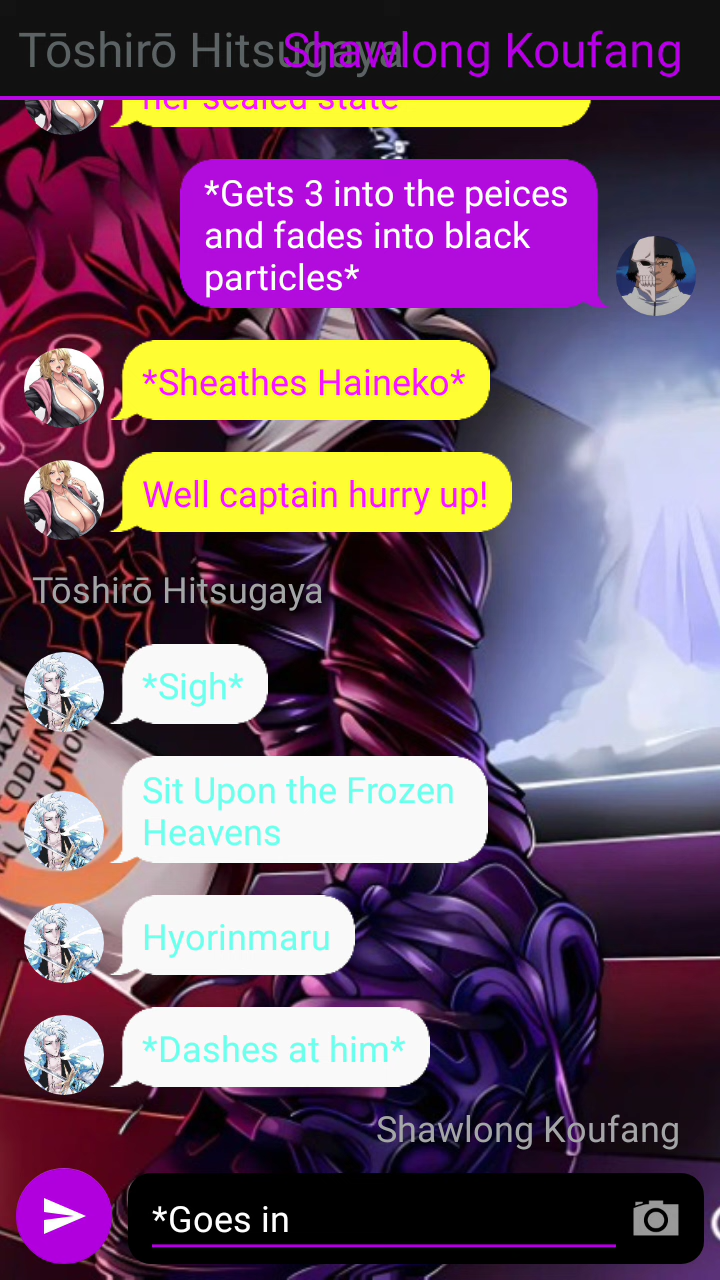 Tōshirō Hitsugaya
Shawlong Koufang
her sealed state
*Gets 3 into the peices
and fades into black
particles*
*Sheathes Haineko*
Well captain hurry up!
Tōshirō Hitsugaya
*Sigh*
Sit Upon the Frozen
Heavens
Hyorinmaru
*Dashes at him*
Shawlong Koufang
*Goes in